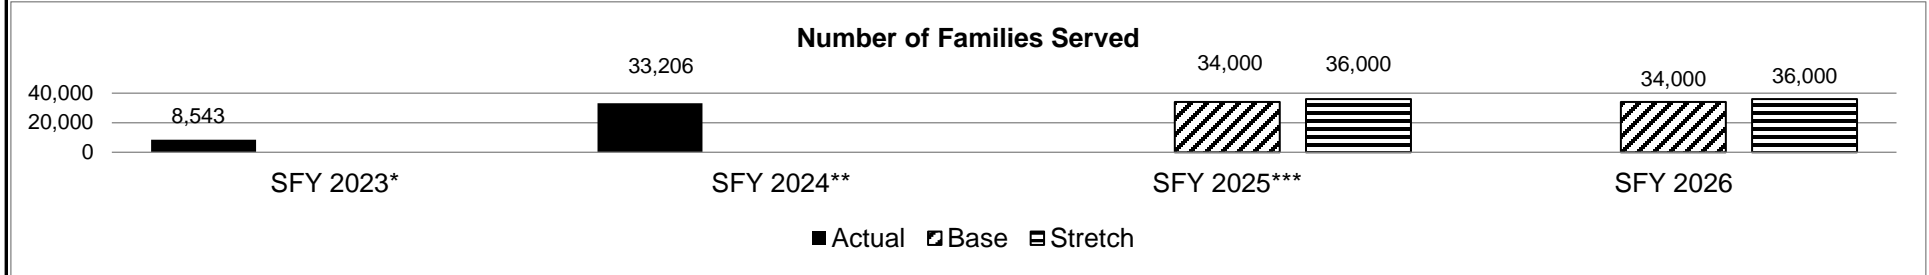 Number of Families Served
33,206
34,000
36,000
34,000
36,000
40,000
8,543
20,000
0
SFY 2023*
SFY 2024**
SFY 2025***
SFY 2026
Actual
Base
Stretch